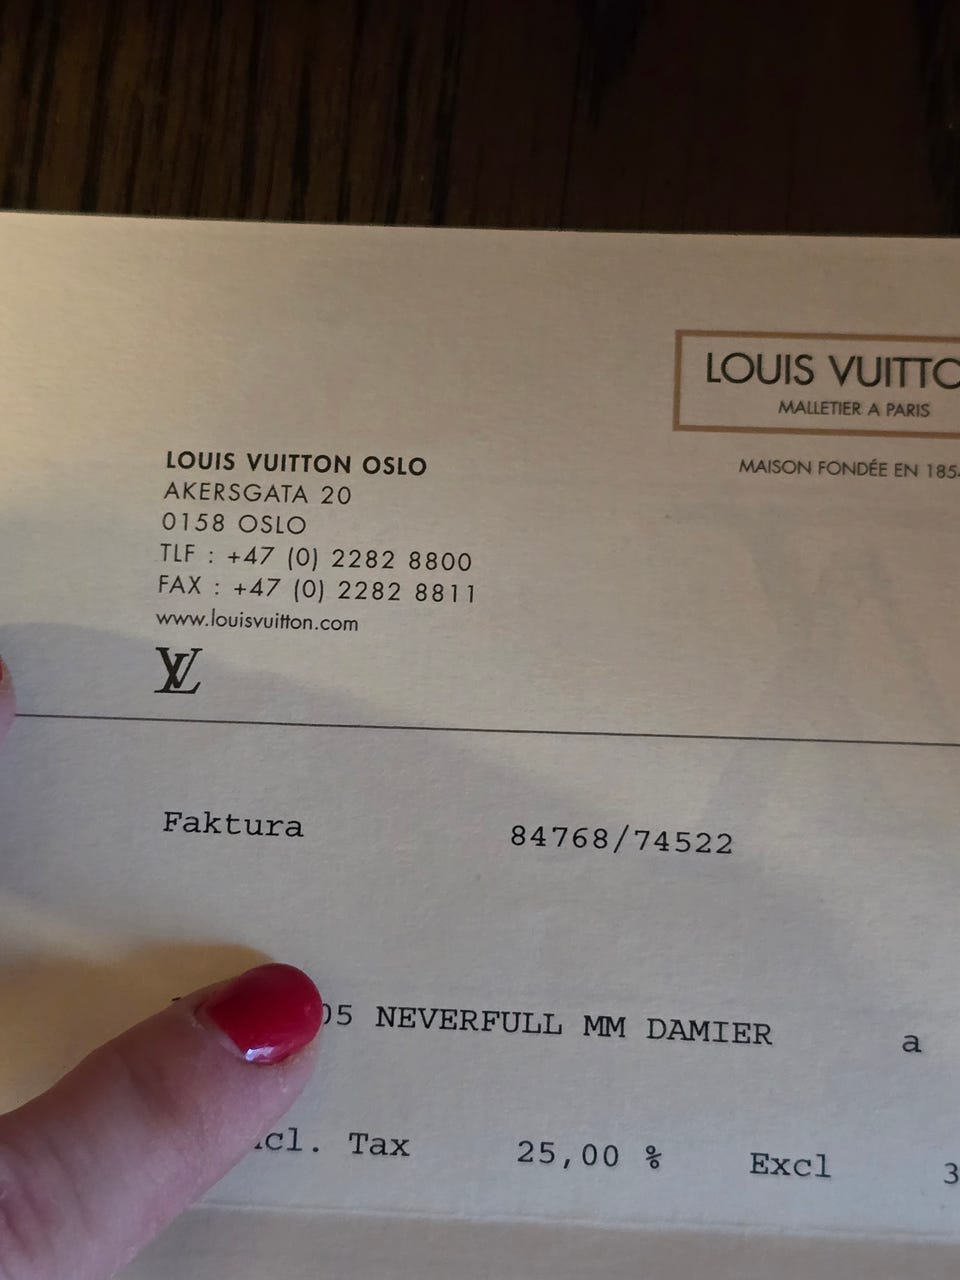 LOUIS VUITTO
MALLETIER A PARIS
MAISON FONDÉE EN 185
LOUIS VUITTON OSLO
AKERSGATA 20
0158 OSLO
TLF : +47 (0) 2282 8800
FAX : +47 (0) 2282 8811
www.louisvuitton.com
LV
Faktura 84768/74522
05 NEVERFULL MM DAMIER a
cl. Tax 25,00 % Excl 3